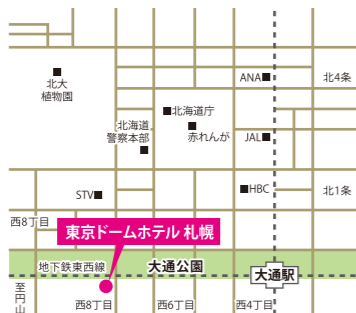 ANA
北4条
北大
植物園
北海道庁
北海道
警察本部
赤れんが
JAL
STV
HBC
北1条
西8丁目
東京ドームホテル 札幌
地下鉄東西線
大通公園
大通駅
至円山
西8丁目
西6丁目
西4丁目